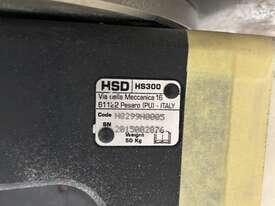 HSD HS300
Via della Meccanica 16
61122 Pesaro (PU) - ITALY
Code H0299H0005
SN 2015002076
Weight
50 Kg